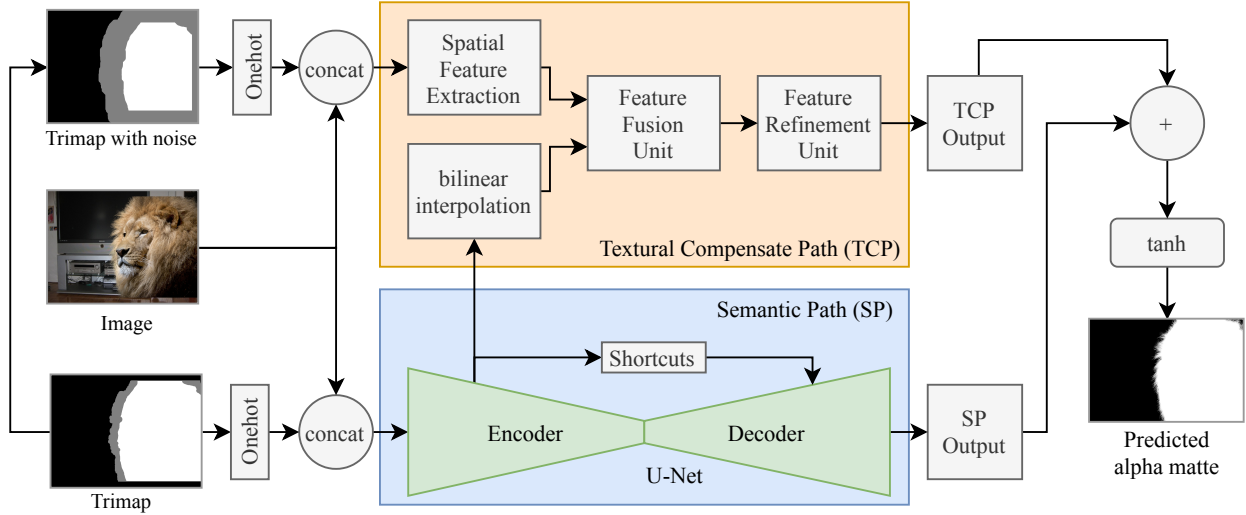 Trimap with noise
Onehot
concat
Spatial
Feature
Extraction
Feature
Fusion
Unit
Feature
Refinement
Unit
TCP
Output
+
bilinear
interpolation
Textural Compensate Path (TCP)
tanh
Image
Semantic Path (SP)
Shortcuts
Trimap
Onehot
concat
Encoder
Decoder
U-Net
SP
Output
Predicted
alpha matte